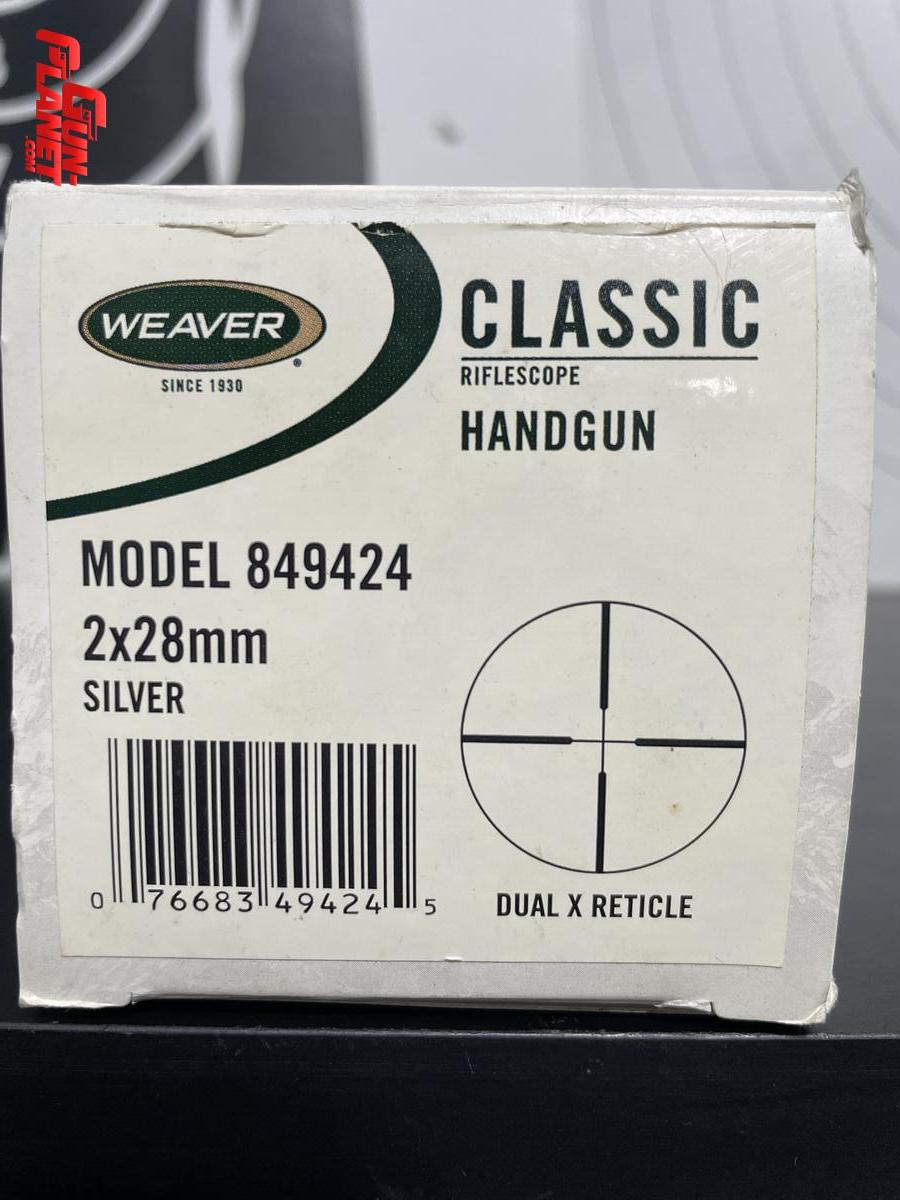 GUN-
PLANET
.COM
WEAVER®
SINCE 1930
CLASSIC
RIFLESCOPE
HANDGUN
MODEL 849424
2x28mm
SILVER
0 76683 49424 5
DUAL X RETICLE